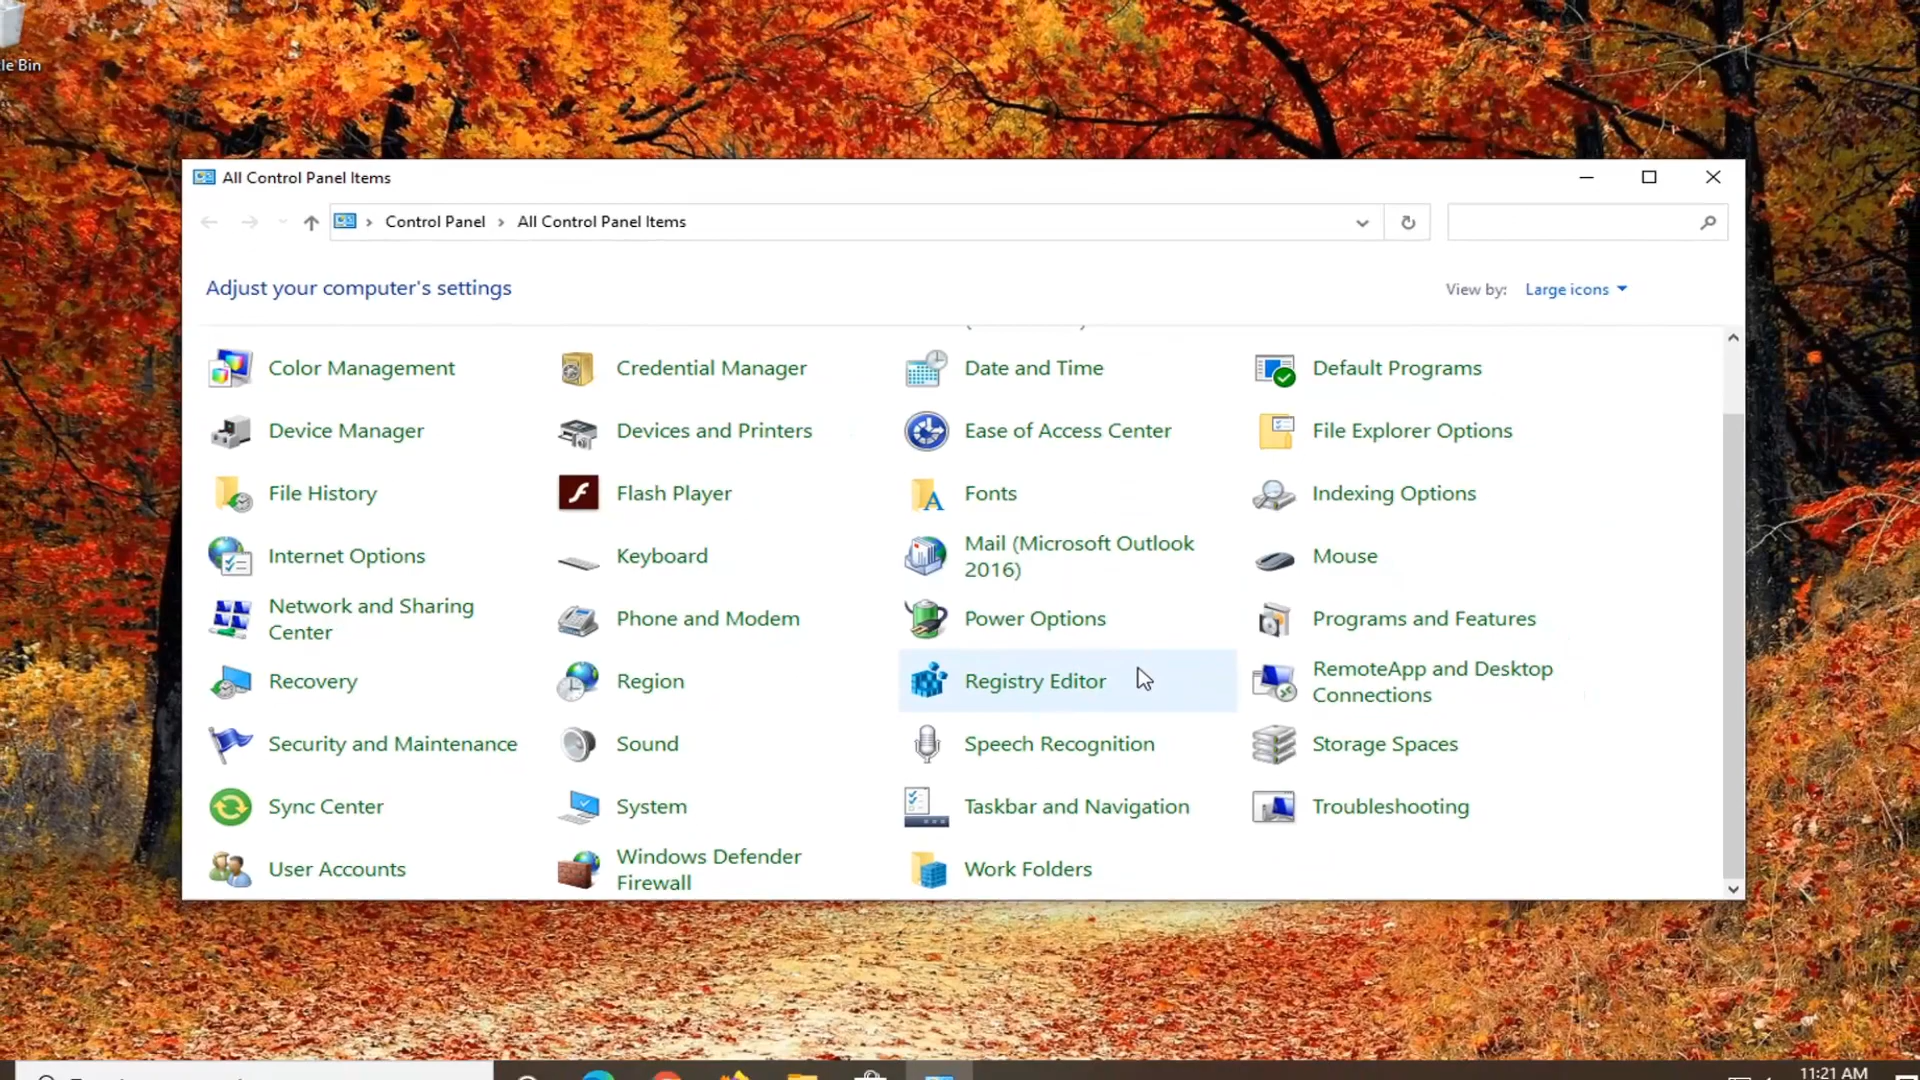 le Bin
All Control Panel Items
Control Panel > All Control Panel Items
Adjust your computer's settings
View by: Large icons
Color Management
Credential Manager
Date and Time
Default Programs
Device Manager
Devices and Printers
Ease of Access Center
File Explorer Options
File History
Flash Player
Fonts
Indexing Options
Internet Options
Keyboard
Mail (Microsoft Outlook
2016)
Mouse
Network and Sharing
Center
Phone and Modem
Power Options
Programs and Features
Recovery
Region
Registry Editor
RemoteApp and Desktop
Connections
Security and Maintenance
Sound
Speech Recognition
Storage Spaces
Sync Center
System
Taskbar and Navigation
Troubleshooting
User Accounts
Windows Defender
Firewall
Work Folders
11:21 AM